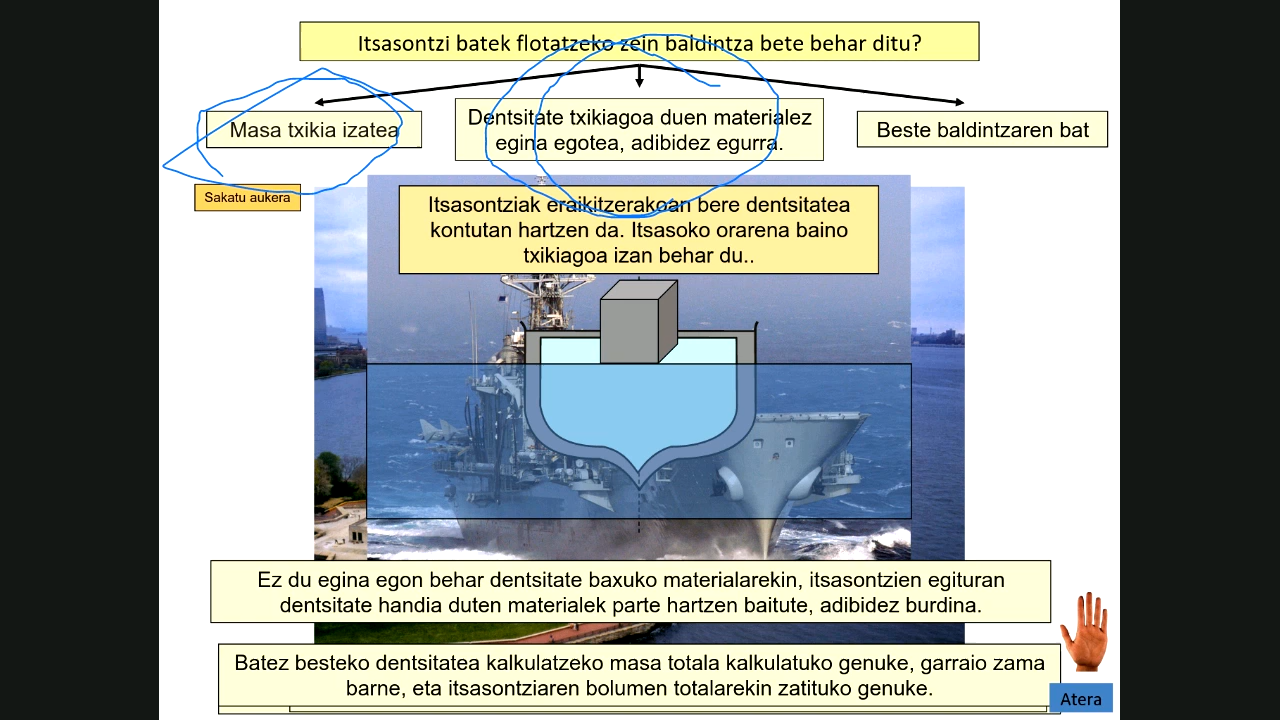 Itsasontzi batek flotatzeko zein baldintza bete behar ditu?
Masa txikia izatea
Dentsitate txikiagoa duen materialez
egina egotea, adibidez egurra.
Beste baldintzaren bat
Sakatu aukera
Itsasontziak eraikitzerakoan bere dentsitatea
kontutan hartzen da. Itsasoko orarena baino
txikiagoa izan behar du..
Ez du egina egon behar dentsitate baxuko materialarekin, itsasontzien egituran
dentsitate handia duten materialek parte hartzen baitute, adibidez burdina.
Batez besteko dentsitatea kalkulatzeko masa totala kalkulatuko genuke, garraio zama
barne, eta itsasontziaren bolumen totalarekin zatituko genuke.
Atera